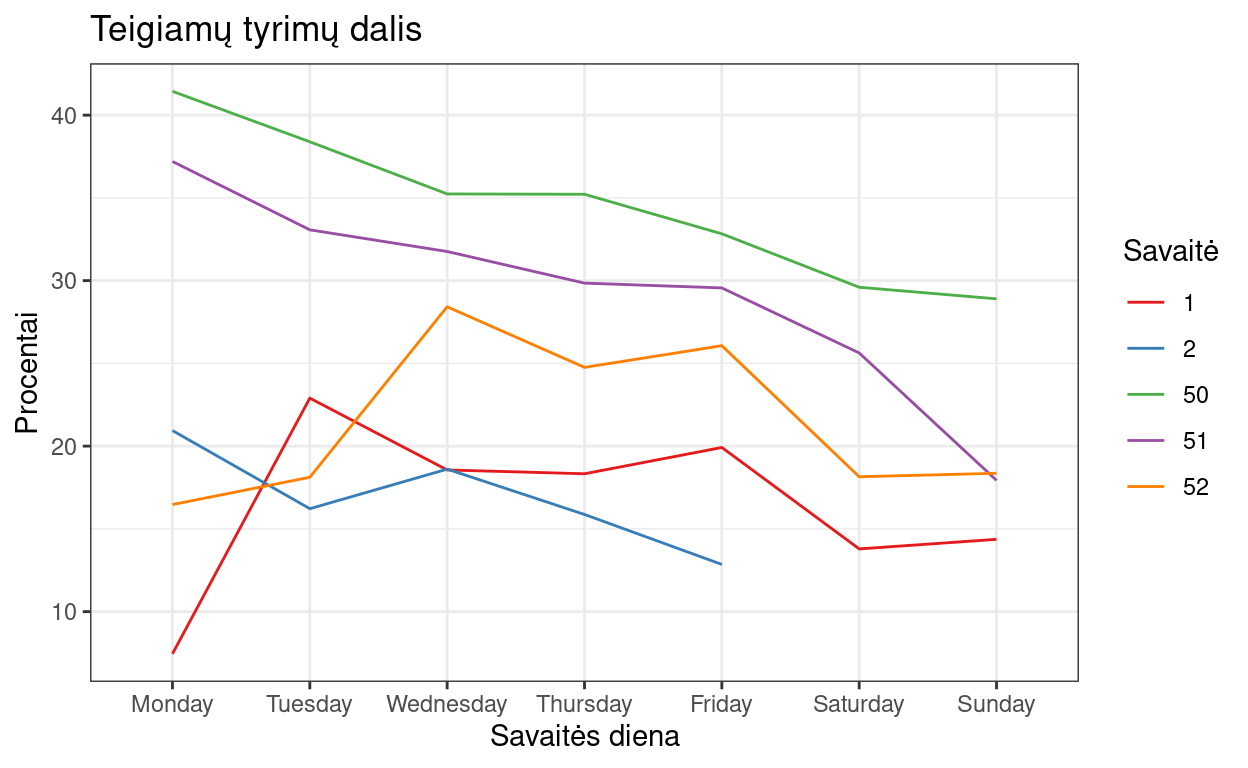 Teigiamų tyrimų dalis
Procentai
40
30
20
10
Monday Tuesday Wednesday Thursday Friday Saturday Sunday
Savaitės diena
Savaitė
1
2
50
51
52